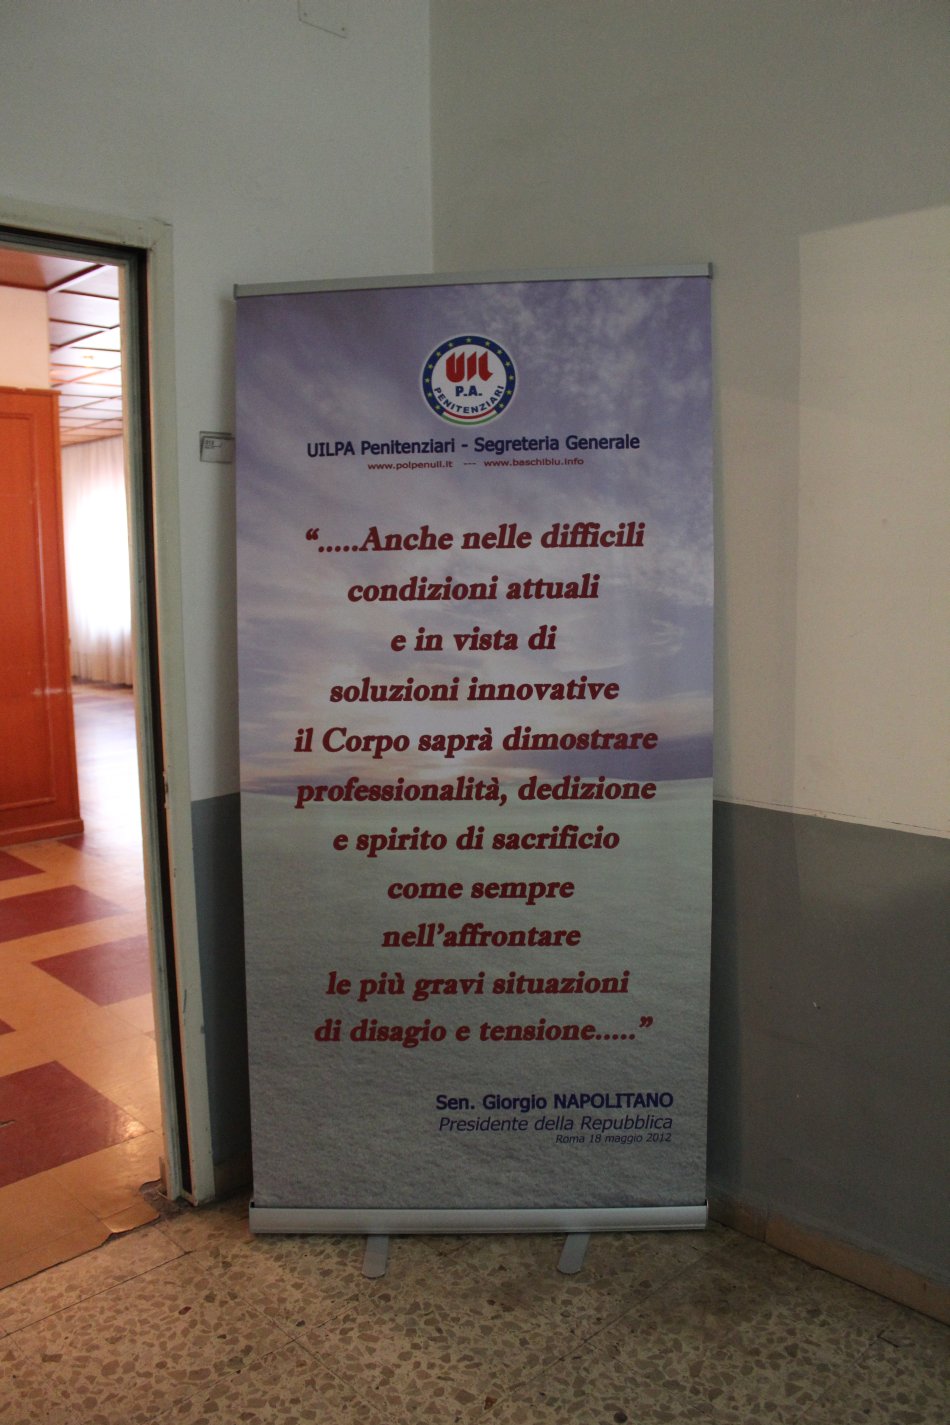 UIL
P.A.
PENITENZIARI
UILPA Penitenziari - Segreteria Generale
www.polpenuil.it --- www.baschiblu.info
“.....Anche nelle difficili
condizioni attuali
e in vista di
soluzioni innovative
il Corpo saprà dimostrare
professionalità, dedizione
e spirito di sacrificio
come sempre
nell’affrontare
le più gravi situazioni
di disagio e tensione.....”
Sen. Giorgio NAPOLITANO
Presidente della Repubblica
Roma 18 maggio 2012